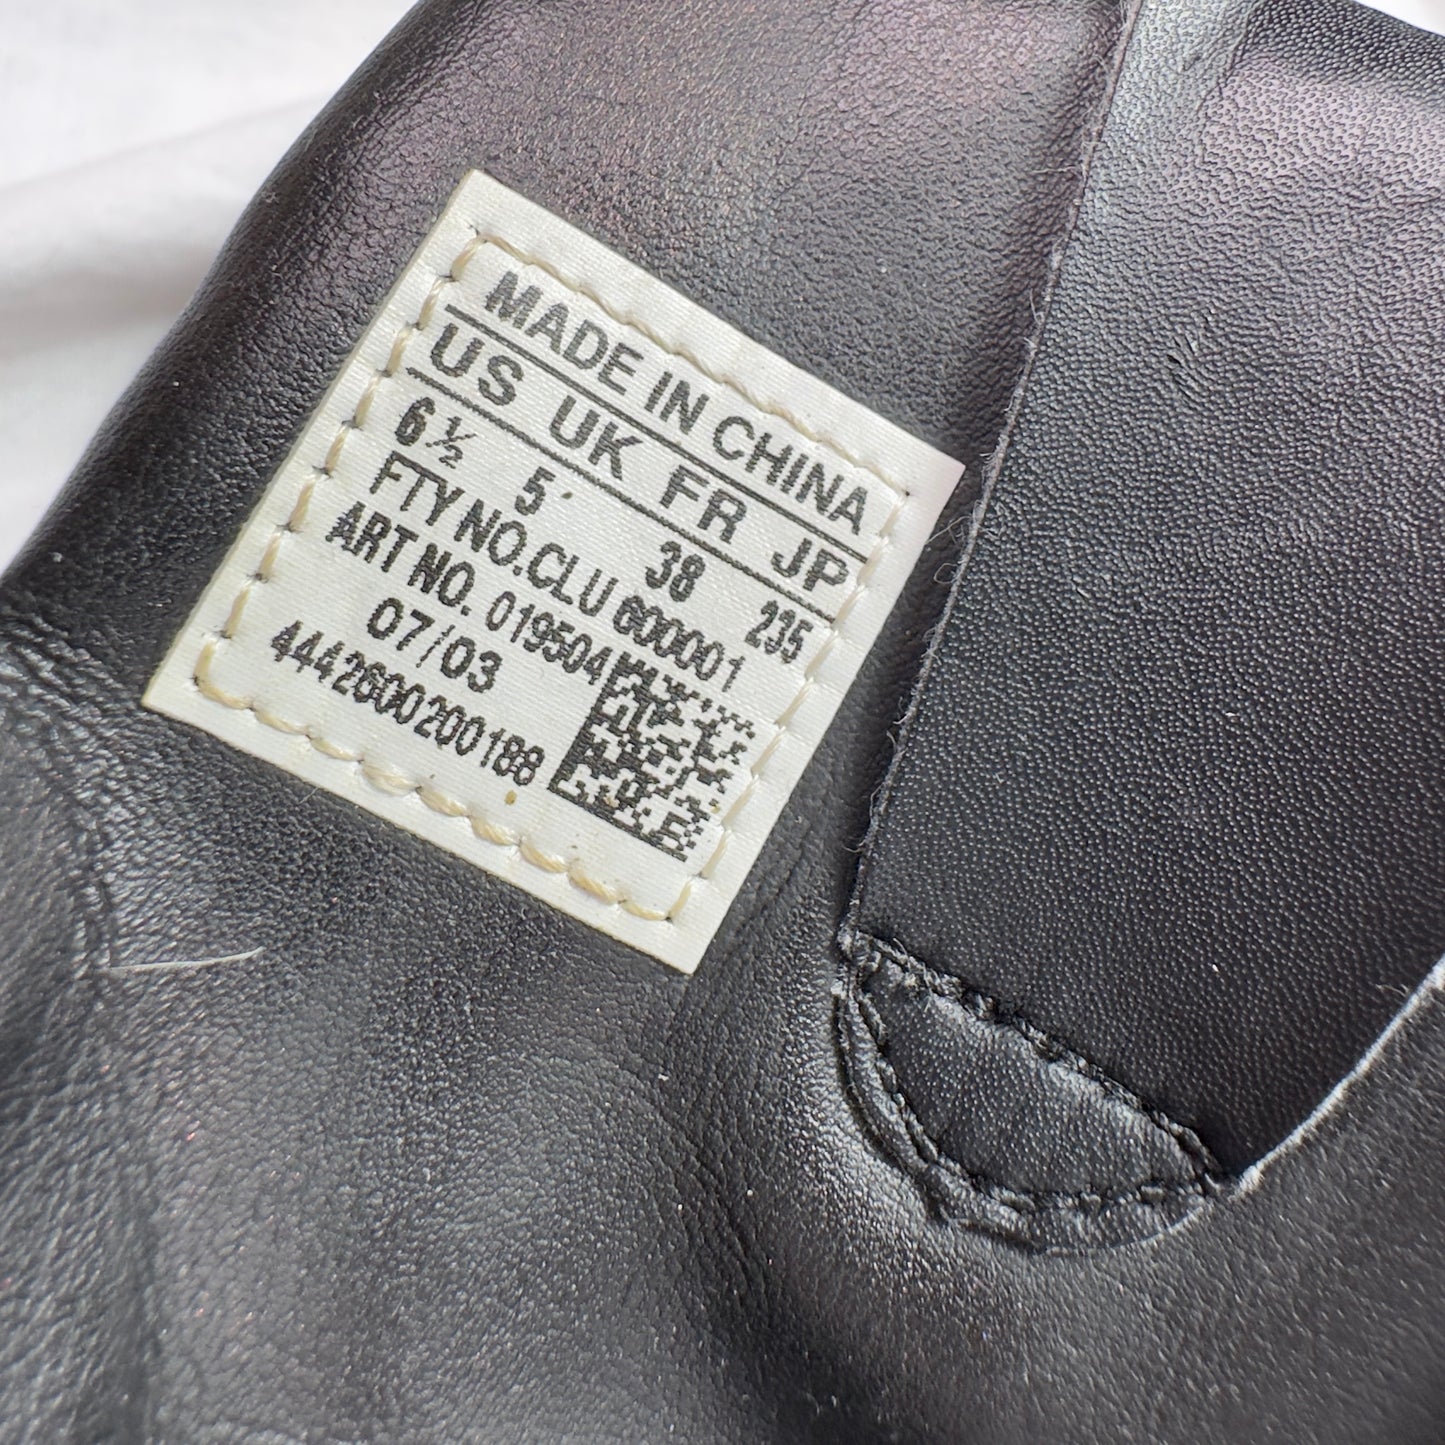 MADE IN CHINA
US UK FR JP
6½ 5 38 235
FTY NO.CLU 600001
ART NO. 019504
07/03
4442600200188